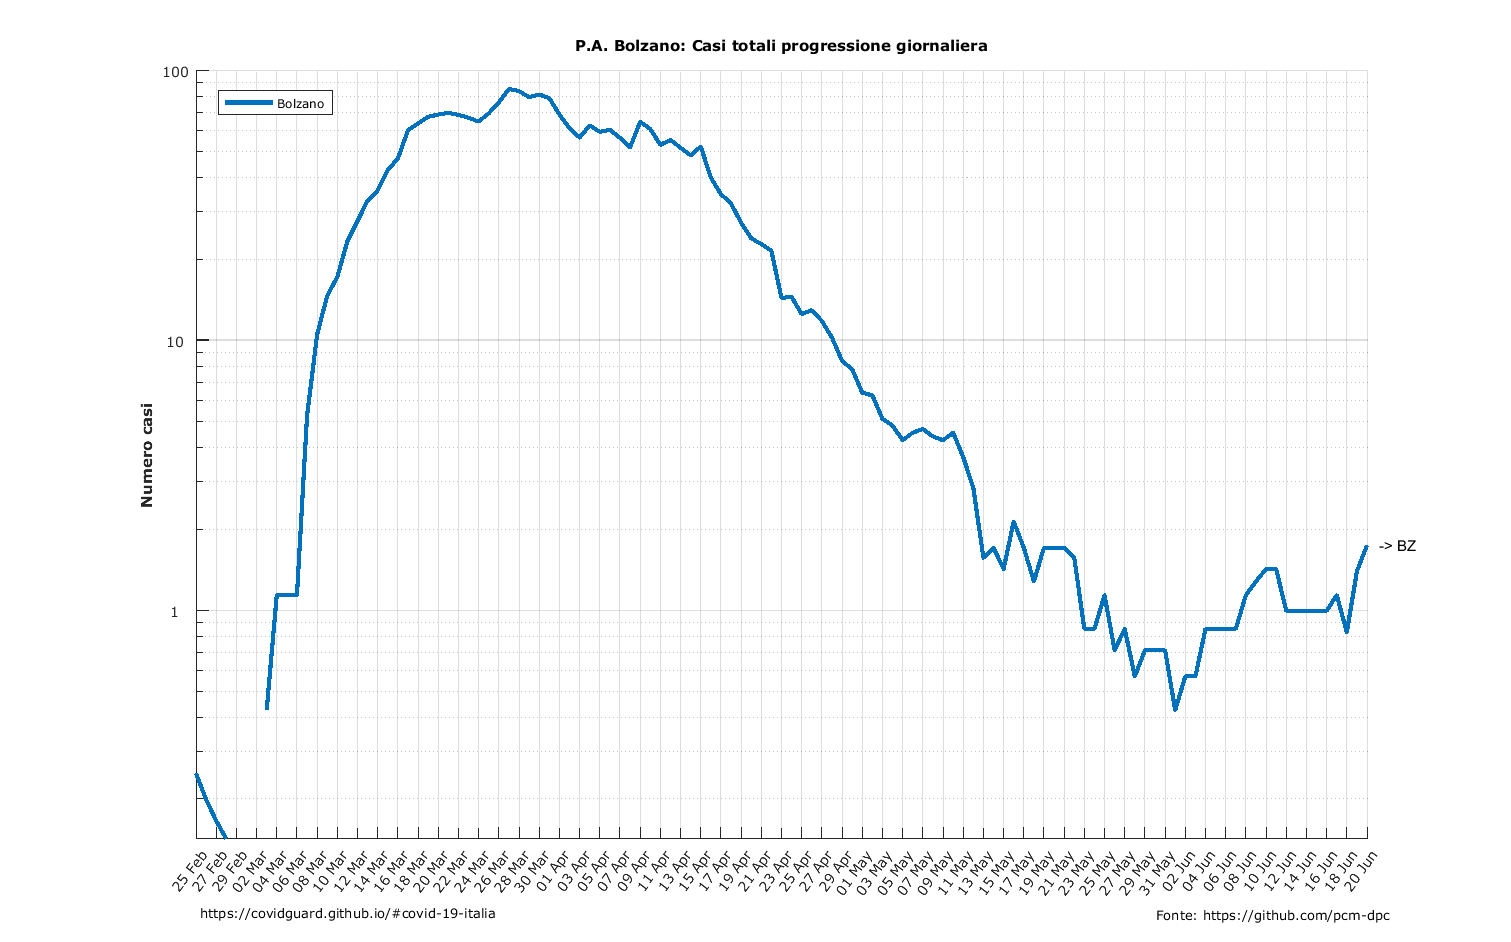 P.A. Bolzano: Casi totali progressione giornaliera
100
Bolzano
10
Numero casi
-> BZ
1
25 Feb
27 Feb
29 Feb
02 Mar
04 Mar
06 Mar
08 Mar
10 Mar
12 Mar
14 Mar
16 Mar
18 Mar
20 Mar
22 Mar
24 Mar
26 Mar
28 Mar
30 Mar
01 Apr
03 Apr
05 Apr
07 Apr
09 Apr
11 Apr
13 Apr
15 Apr
17 Apr
19 Apr
21 Apr
23 Apr
25 Apr
27 Apr
29 Apr
01 May
03 May
05 May
07 May
09 May
11 May
13 May
15 May
17 May
19 May
21 May
23 May
25 May
27 May
29 May
31 May
02 Jun
04 Jun
06 Jun
08 Jun
10 Jun
12 Jun
14 Jun
16 Jun
18 Jun
20 Jun
https://covidguard.github.io/#covid-19-italia
Fonte: https://github.com/pcm-dpc